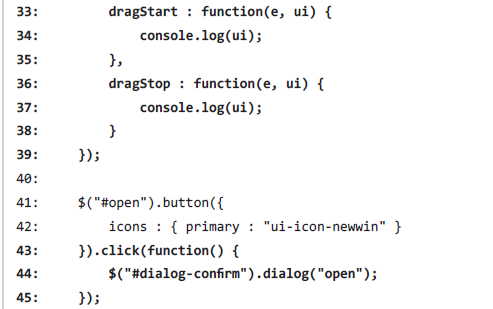 33:         dragStart : function(e, ui) {
34:             console.log(ui);
35:         },
36:         dragStop : function(e, ui) {
37:             console.log(ui);
38:         }
39:     });
40:
41:     $("#open").button({
42:         icons : { primary : "ui-icon-newwin" }
43:     }).click(function() {
44:         $("#dialog-confirm").dialog("open");
45:     });